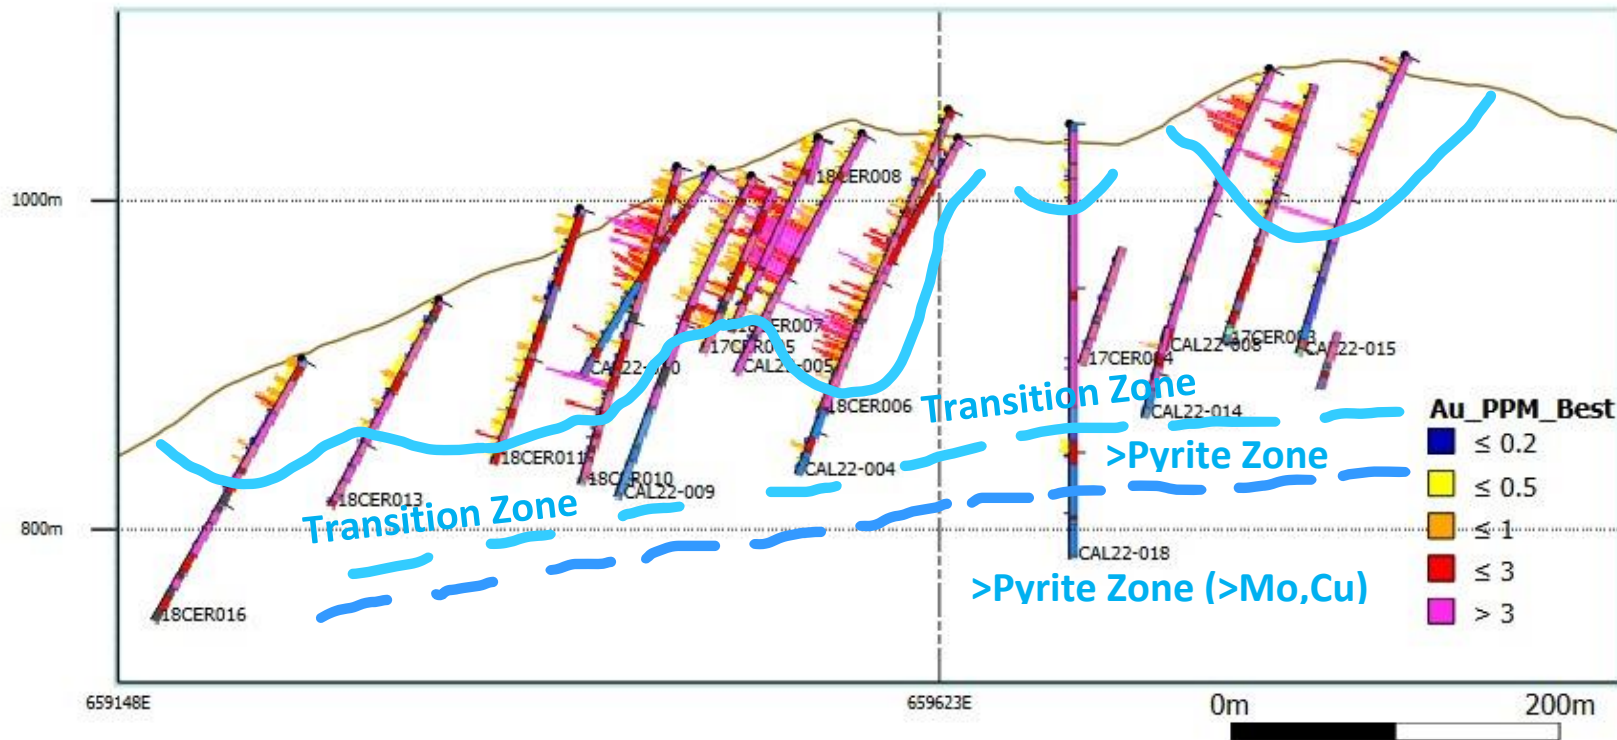 18CER008
1000m
18CER007
17CER005
CAL22-005
17CER004
CAL22-008
17CER003
CAL22-015
18CER006
Transition Zone
CAL22-014
Au_PPM_Best
≤ 0.2
>Pyrite Zone
18CER011
CAL22-004
18CER010
CAL22-009
≤ 0.5
18CER013
Transition Zone
800m
≤ 1
CAL22-018
≤ 3
>Pyrite Zone (>Mo,Cu)
18CER016
> 3
659148E
659623E
0m
200m